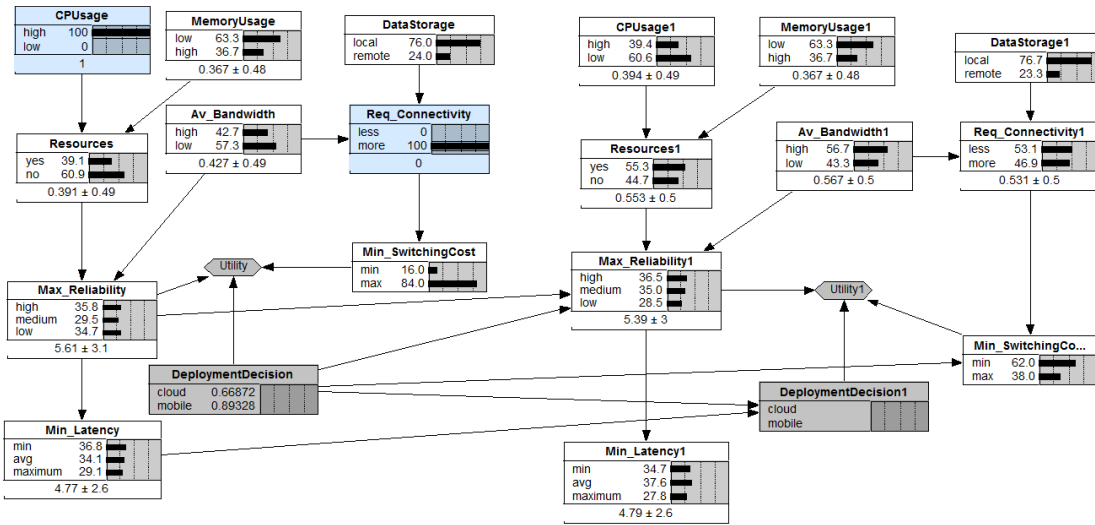 CPUsage
high 100
low 0
1
MemoryUsage
low 63.3
high 36.7
0.367 ± 0.48
DataStorage
local 76.0
remote 24.0
CPUsage1
high 39.4
low 60.6
0.394 ± 0.49
MemoryUsage1
low 63.3
high 36.7
0.367 ± 0.48
DataStorage1
local 76.7
remote 23.3
Resources
yes 39.1
no 60.9
0.391 ± 0.49
Av_Bandwidth
high 42.7
low 57.3
0.427 ± 0.49
Req_Connectivity
less 0
more 100
0
Resources1
yes 55.3
no 44.7
0.553 ± 0.5
Av_Bandwidth1
high 56.7
low 43.3
0.567 ± 0.5
Req_Connectivity1
less 53.1
more 46.9
0.531 ± 0.5
Utility
Min_SwitchingCost
min 16.0
max 84.0
Max_Reliability
high 35.8
medium 29.5
low 34.7
5.61 ± 3.1
Max_Reliability1
high 36.5
medium 35.0
low 28.5
5.39 ± 3
Utility1
Min_SwitchingCo...
min 62.0
max 38.0
DeploymentDecision
cloud 0.66872
mobile 0.89328
DeploymentDecision1
cloud
mobile
Min_Latency
min 36.8
avg 34.1
maximum 29.1
4.77 ± 2.6
Min_Latency1
min 34.7
avg 37.6
maximum 27.8
4.79 ± 2.6